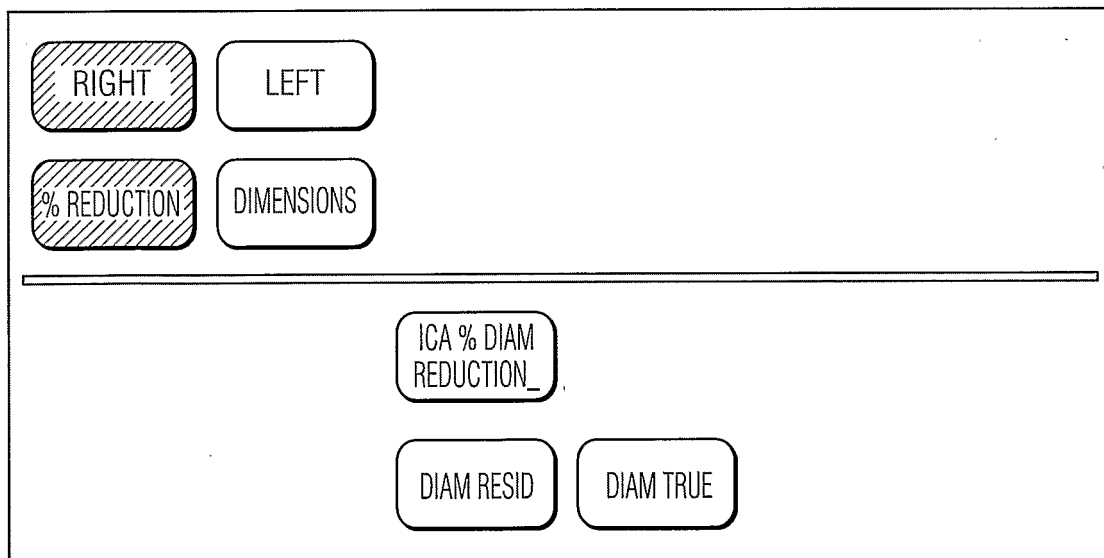 RIGHT
LEFT
% REDUCTION
DIMENSIONS
ICA % DIAM
REDUCTION_
DIAM RESID
DIAM TRUE